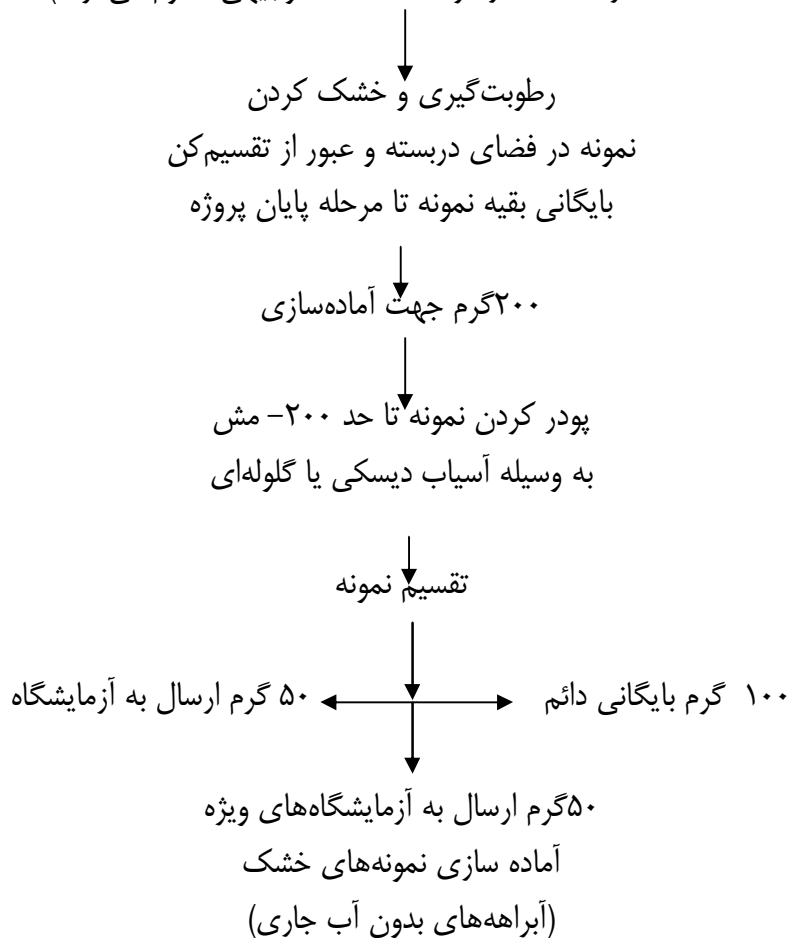 رطوبت‌گیری و خشک کردن
نمونه در فضای دربسته و عبور از تقسیم‌کن
بایگانی بقیه نمونه تا مرحله پایان پروژه
۲۰۰گرم جهت آماده‌سازی
پودر کردن نمونه تا حد ۲۰۰- مش
به وسیله آسیاب دیسکی یا گلوله‌ای
تقسیم نمونه
۱۰۰ گرم بایگانی دائم
۵۰ گرم ارسال به آزمایشگاه
۵۰گرم ارسال به آزمایشگاه‌های ویژه
آماده سازی نمونه‌های خشک
(آبراهه‌های بدون آب جاری)